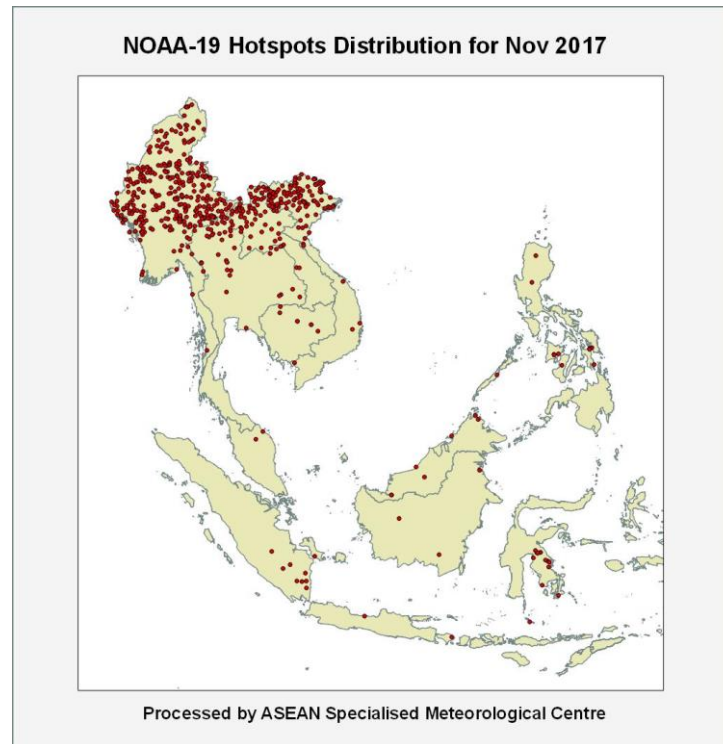 NOAA-19 Hotspots Distribution for Nov 2017
Processed by ASEAN Specialised Meteorological Centre